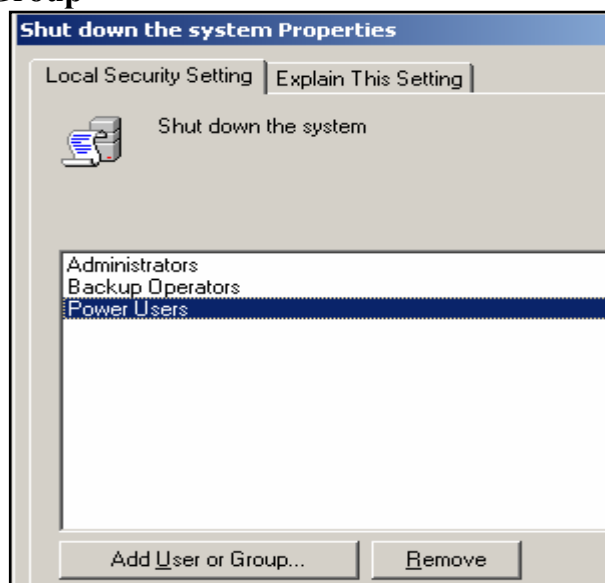 Group
Shut down the system Properties
Local Security Setting Explain This Setting
Shut down the system
Administrators
Backup Operators
Power Users
Add User or Group... Remove